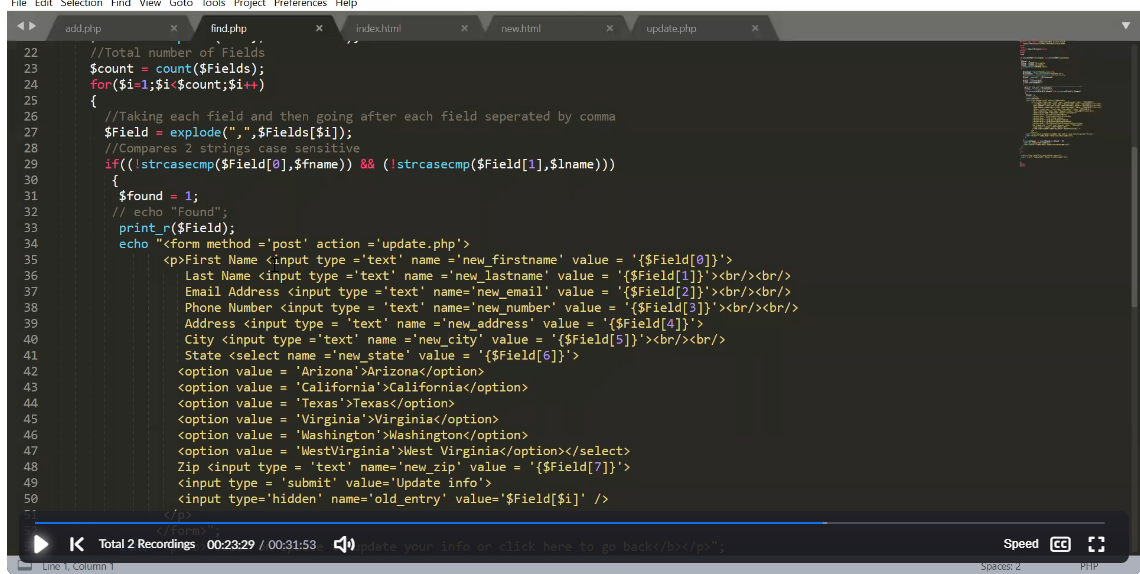 File Edit Selection Find View Goto Tools Project Preferences Help
add.php × find.php × index.html × new.html × update.php ×
22 //Total number of Fields
23 $count = count($Fields);
24 for($i=1;$i<$count;$i++)
25 {
26 //Taking each field and then going after each field seperated by comma
27 $Field = explode(",",$Fields[$i]);
28 //Compares 2 strings case sensitive
29 if((!strcasecmp($Field[0],$fname)) && (!strcasecmp($Field[1],$lname)))
30 {
31 $found = 1;
32 // echo "Found";
33 print_r($Field);
34 echo "<form method ='post' action ='update.php'>
35 <p>First Name <input type ='text' name ='new_firstname' value = '{$Field[0]}'>
36 Last Name <input type ='text' name ='new_lastname' value = '{$Field[1]}'><br/><br/>
37 Email Address <input type ='text' name='new_email' value = '{$Field[2]}'><br/><br/>
38 Phone Number <input type = 'text' name='new_number' value = '{$Field[3]}'><br/><br/>
39 Address <input type = 'text' name ='new_address' value = '{$Field[4]}'>
40 City <input type ='text' name ='new_city' value = '{$Field[5]}'><br/><br/>
41 State <select name ='new_state' value = '{$Field[6]}'>
42 <option value = 'Arizona'>Arizona</option>
43 <option value = 'California'>California</option>
44 <option value = 'Texas'>Texas</option>
45 <option value = 'Virginia'>Virginia</option>
46 <option value = 'Washington'>Washington</option>
47 <option value = 'WestVirginia'>West Virginia</option></select>
48 Zip <input type = 'text' name='new_zip' value = '{$Field[7]}'>
49 <input type = 'submit' value='Update info'>
50 <input type='hidden' name='old_entry' value='$Field[$i]' />
51 </p>
</form>";
update your info or click here to go back</b></p>";
Total 2 Recordings 00:23:29 / 00:31:53 Speed CC
Line 1, Column 1 Spaces: 2 PHP